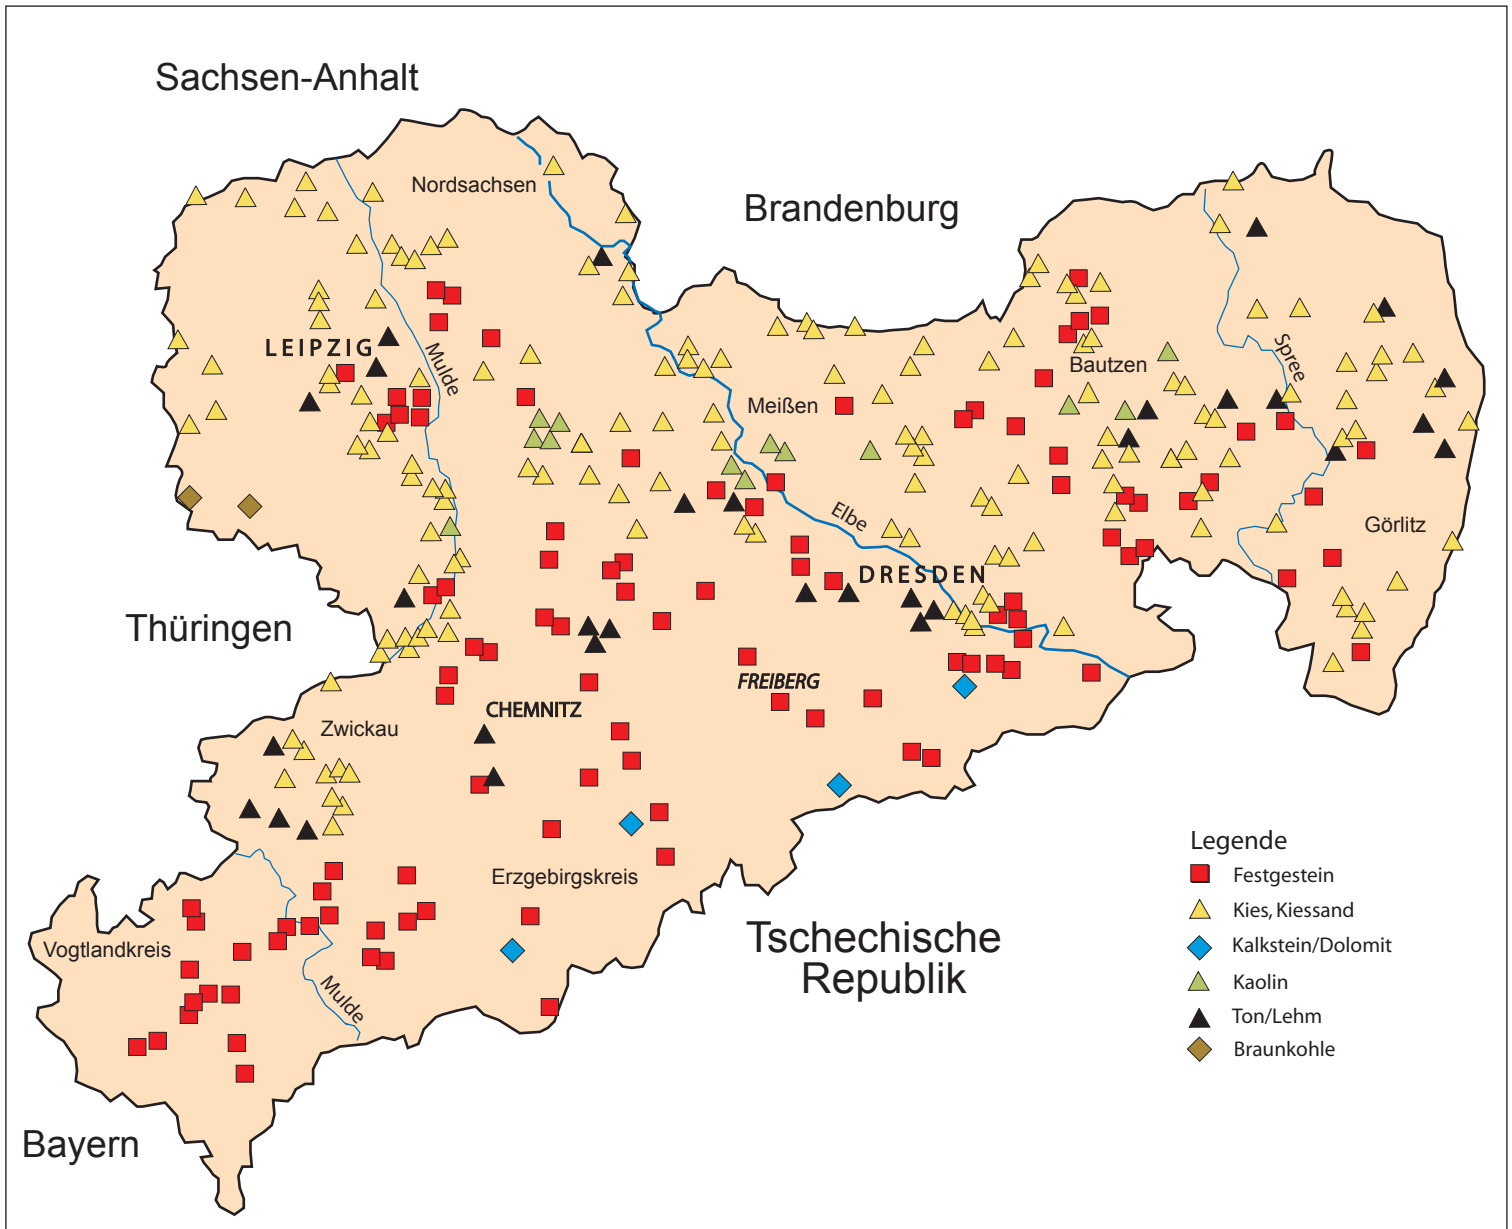 Sachsen-Anhalt
Nordsachsen
Brandenburg
LEIPZIG
Mulde
Spree
Bautzen
Meißen
Elbe
Görlitz
DRESDEN
Thüringen
FREIBERG
CHEMNITZ
Zwickau
Erzgebirgskreis
Vogtlandkreis
Mulde
Tschechische
Republik
Bayern
Legende
Festgestein
Kies, Kiessand
Kalkstein/Dolomit
Kaolin
Ton/Lehm
Braunkohle